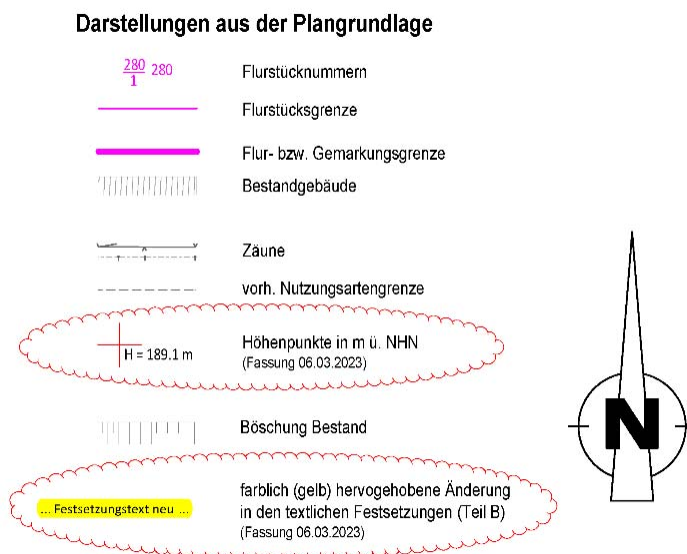 Darstellungen aus der Plangrundlage
280 280 Flurstücknummern
1
Flurstücksgrenze
Flur- bzw. Gemarkungsgrenze
Bestandgebäude
Zäune
vorh. Nutzungsartengrenze
H = 189.1 m Höhenpunkte in m ü. NHN
(Fassung 06.03.2023)
Böschung Bestand
farblich (gelb) hervogehobene Änderung
... Festsetzungstext neu ... in den textlichen Festsetzungen (Teil B)
(Fassung 06.03.2023)
N